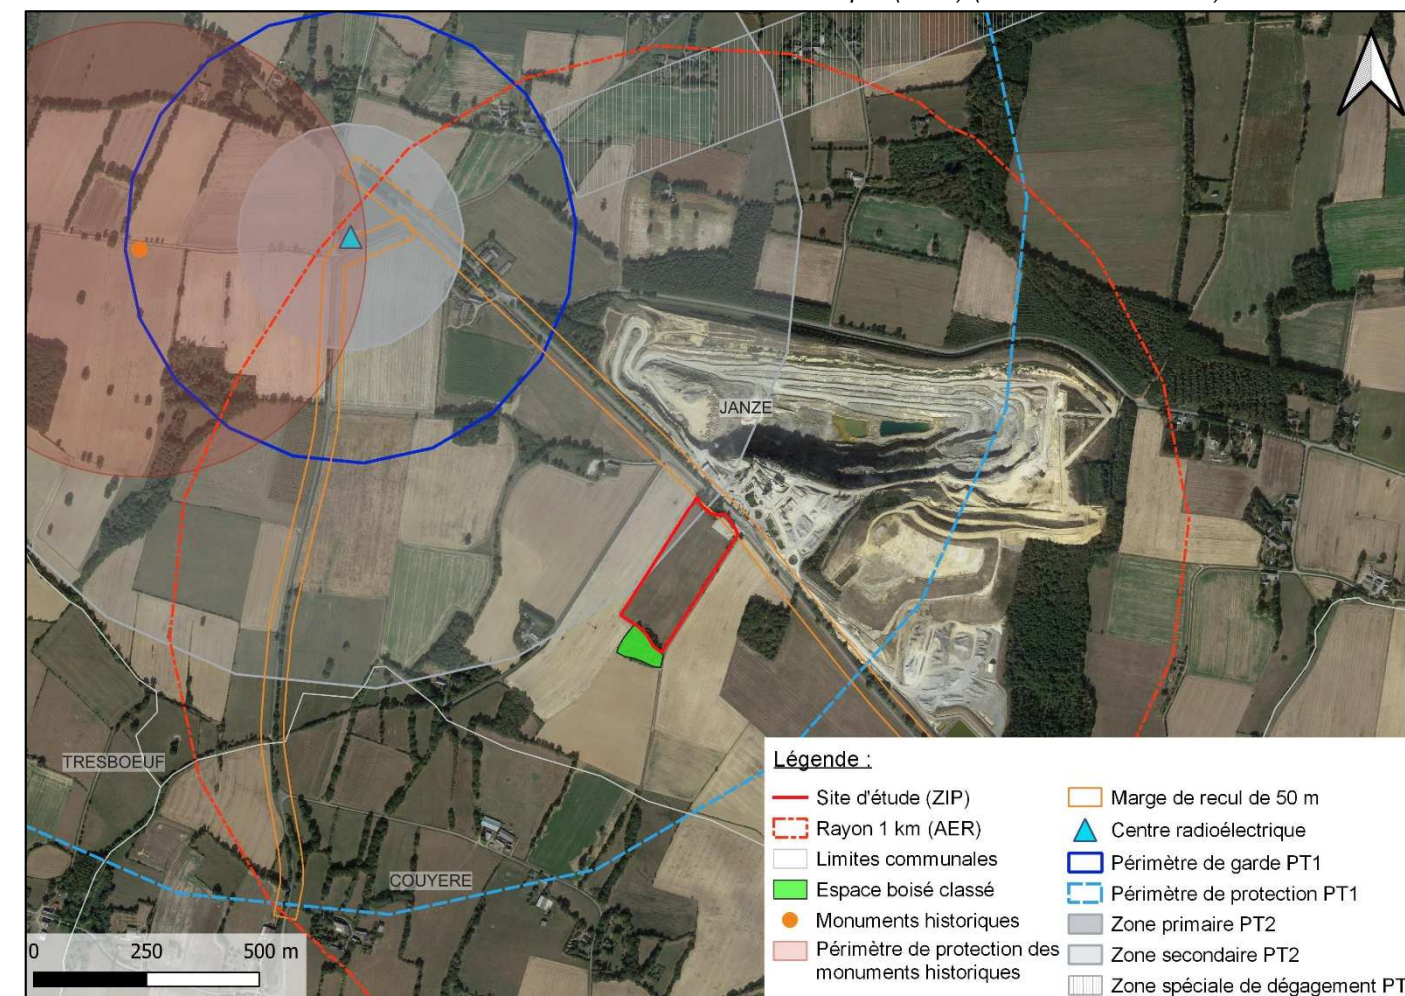 JANZE
TRESBOEUF
COUYERE
0 250 500 m
Légende :
Site d'étude (ZIP)
Rayon 1 km (AER)
Limites communales
Espace boisé classé
Monuments historiques
Périmètre de protection des
monuments historiques
Marge de recul de 50 m
Centre radioélectrique
Périmètre de garde PT1
Périmètre de protection PT1
Zone primaire PT2
Zone secondaire PT2
Zone spéciale de dégagement PT